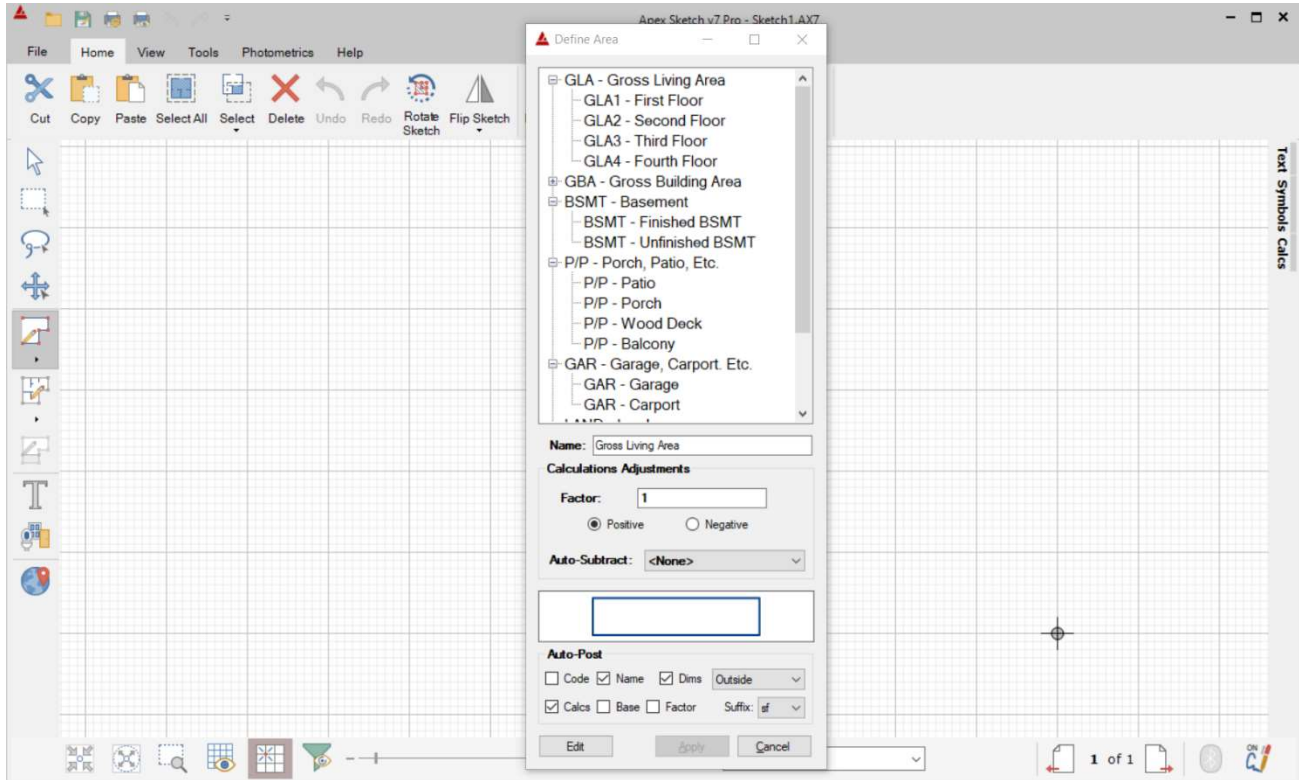 Apex Sketch v7 Pro - Sketch1.AX7
File Home View Tools Photometrics Help
Cut Copy Paste Select All Select Delete Undo Redo Rotate Sketch Flip Sketch
Define Area
GLA - Gross Living Area
GLA1 - First Floor
GLA2 - Second Floor
GLA3 - Third Floor
GLA4 - Fourth Floor
GBA - Gross Building Area
BSMT - Basement
BSMT - Finished BSMT
BSMT - Unfinished BSMT
P/P - Porch, Patio, Etc.
P/P - Patio
P/P - Porch
P/P - Wood Deck
P/P - Balcony
GAR - Garage, Carport. Etc.
GAR - Garage
GAR - Carport
Name: Gross Living Area
Calculations Adjustments
Factor: 1
Positive Negative
Auto-Subtract: <None>
Auto-Post
Code Name Dims Outside
Calcs Base Factor Suffix: sf
Edit Apply Cancel
Text Symbols Calcs
1 of 1
ON